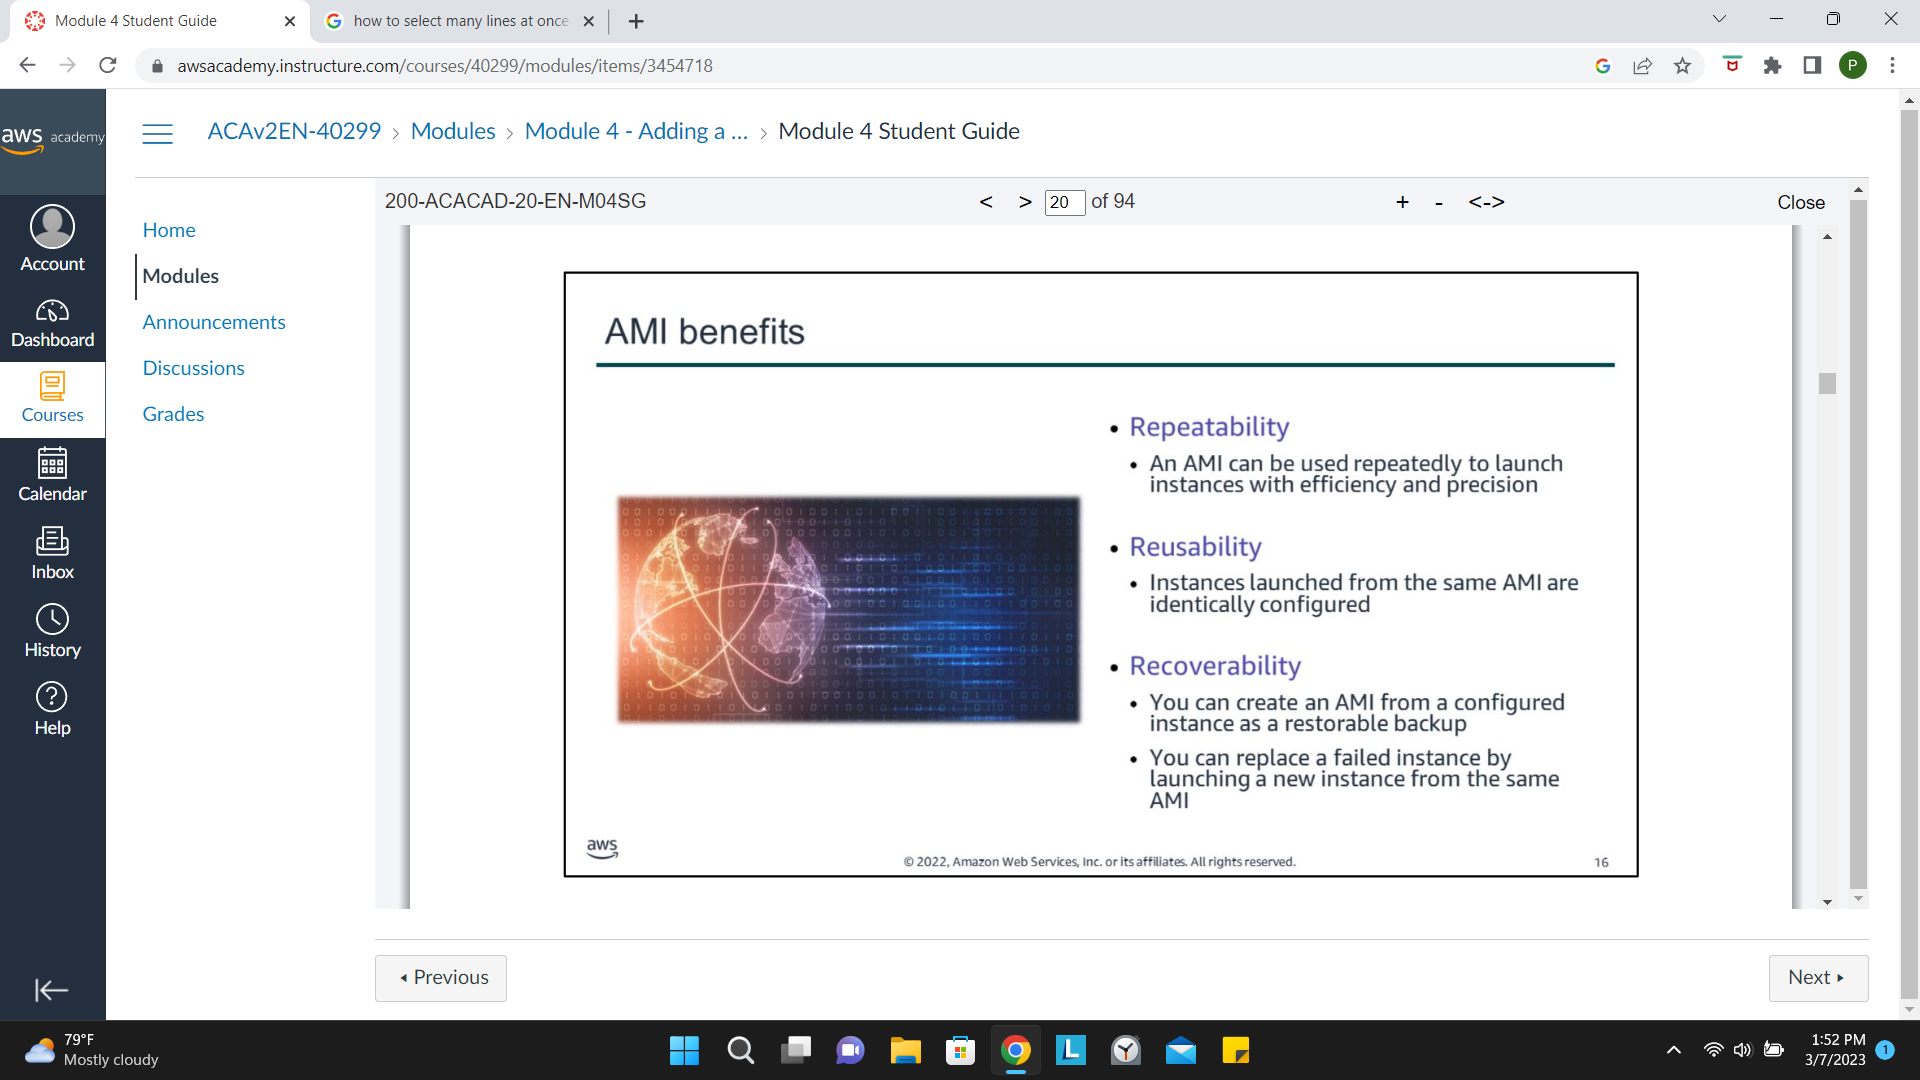 Module 4 Student Guide
how to select many lines at once
awsacademy.instructure.com/courses/40299/modules/items/3454718
P
aws academy
ACAv2EN-40299 > Modules > Module 4 - Adding a ... > Module 4 Student Guide
Account
Dashboard
Courses
Calendar
Inbox
History
Help
Home
Modules
Announcements
Discussions
Grades
200-ACACAD-20-EN-M04SG
< > 20 of 94
+ - <->
Close
AMI benefits
• Repeatability
• An AMI can be used repeatedly to launch
instances with efficiency and precision
• Reusability
• Instances launched from the same AMI are
identically configured
• Recoverability
• You can create an AMI from a configured
instance as a restorable backup
• You can replace a failed instance by
launching a new instance from the same
AMI
aws
© 2022, Amazon Web Services, Inc. or its affiliates. All rights reserved.
16
Previous
Next
79°F
Mostly cloudy
L
1:52 PM
3/7/2023
1